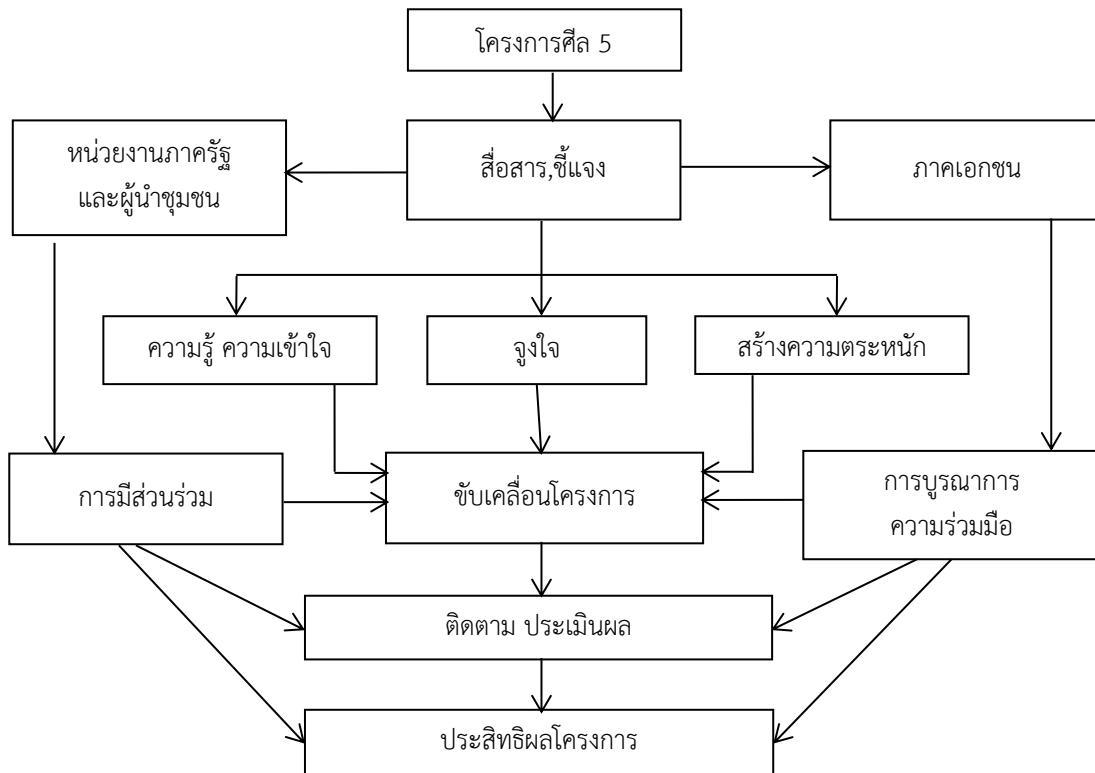 โครงการศีล 5
หน่วยงานภาครัฐ
และผู้นำชุมชน
สื่อสาร,ชี้แจง
ภาคเอกชน
ความรู้ ความเข้าใจ
จูงใจ
สร้างความตระหนัก
การมีส่วนร่วม
ขับเคลื่อนโครงการ
การบูรณาการ
ความร่วมมือ
ติดตาม ประเมินผล
ประสิทธิผลโครงการ